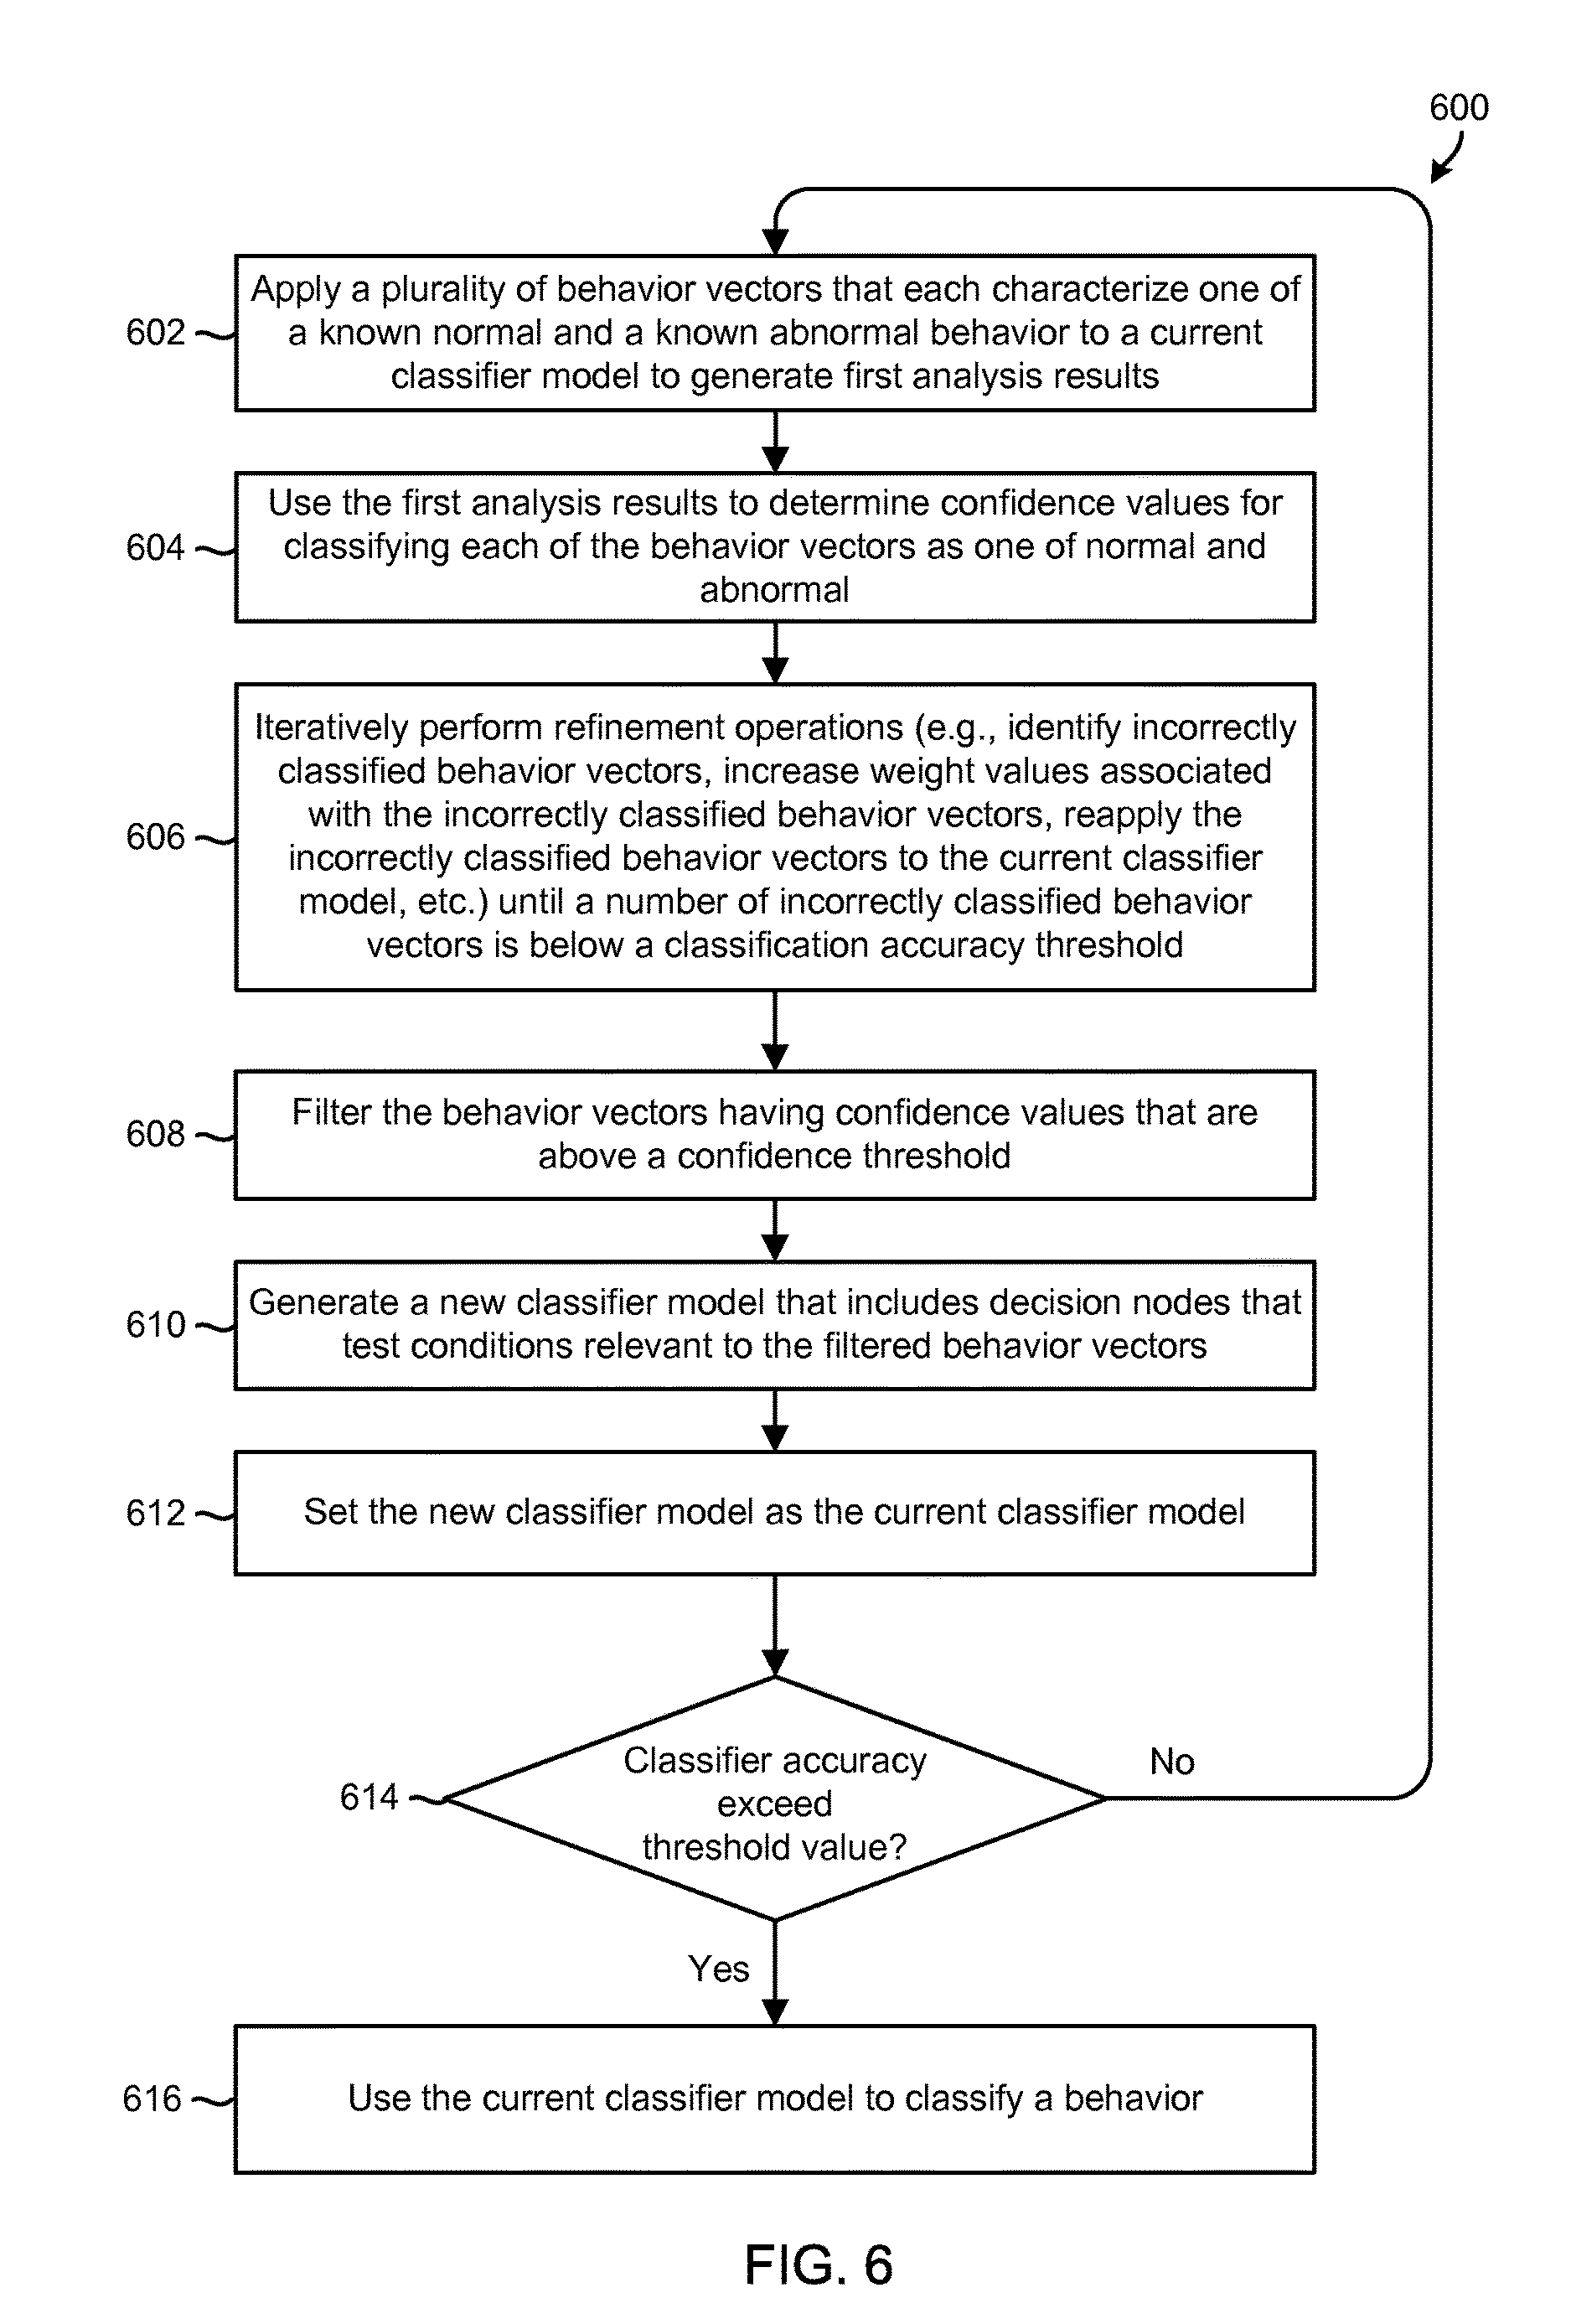 600
Apply a plurality of behavior vectors that each characterize one of
a known normal and a known abnormal behavior to a current
classifier model to generate first analysis results
602
Use the first analysis results to determine confidence values for
classifying each of the behavior vectors as one of normal and
abnormal
604
Iteratively perform refinement operations (e.g., identify incorrectly
classified behavior vectors, increase weight values associated
with the incorrectly classified behavior vectors, reapply the
incorrectly classified behavior vectors to the current classifier
model, etc.) until a number of incorrectly classified behavior
vectors is below a classification accuracy threshold
606
Filter the behavior vectors having confidence values that are
above a confidence threshold
608
Generate a new classifier model that includes decision nodes that
test conditions relevant to the filtered behavior vectors
610
Set the new classifier model as the current classifier model
612
Classifier accuracy
exceed
threshold value?
614
No
Yes
Use the current classifier model to classify a behavior
616
FIG. 6